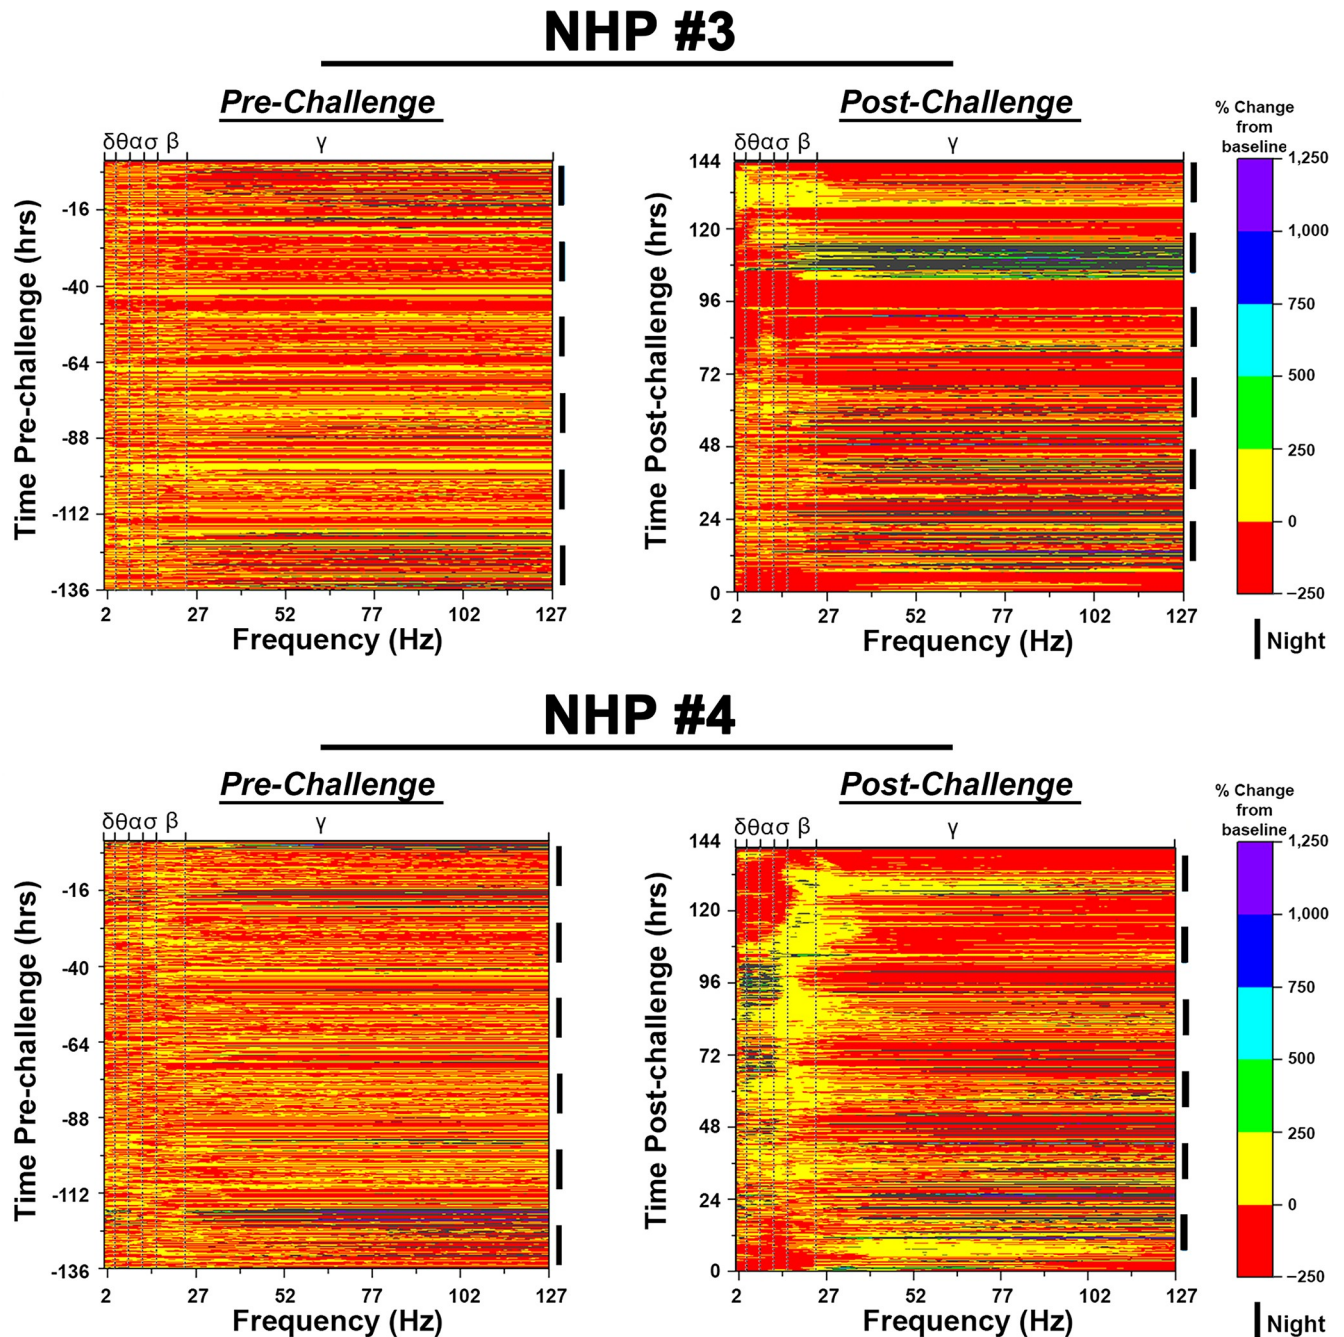 NHP #3
Pre-Challenge
Post-Challenge
% Change
from
baseline
δθασ β γ
δθασ β γ
Time Pre-challenge (hrs)
-16
-40
-64
-88
-112
-136
2 27 52 77 102 127
Frequency (Hz)
Time Post-challenge (hrs)
144
120
96
72
48
24
0
2 27 52 77 102 127
Frequency (Hz)
1,250
1,000
750
500
250
0
−250
Night
NHP #4
Pre-Challenge
Post-Challenge
% Change
from
baseline
δθασ β γ
δθασ β γ
Time Pre-challenge (hrs)
-16
-40
-64
-88
-112
-136
2 27 52 77 102 127
Frequency (Hz)
Time Post-challenge (hrs)
144
120
96
72
48
24
0
2 27 52 77 102 127
Frequency (Hz)
1,250
1,000
750
500
250
0
−250
Night